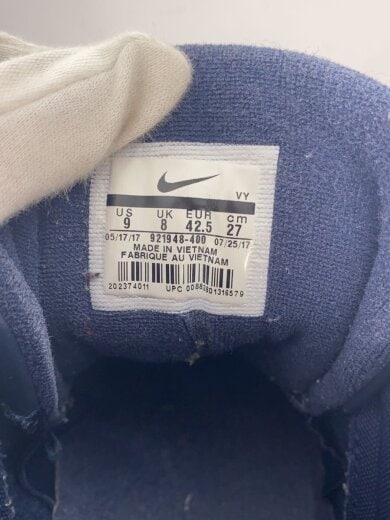 VY
US UK EUR cm
9 8 42.5 27
05/17/17 921948-400 07/25/17
MADE IN VIETNAM
FABRIQUE AU VIETNAM
202374011 UPC